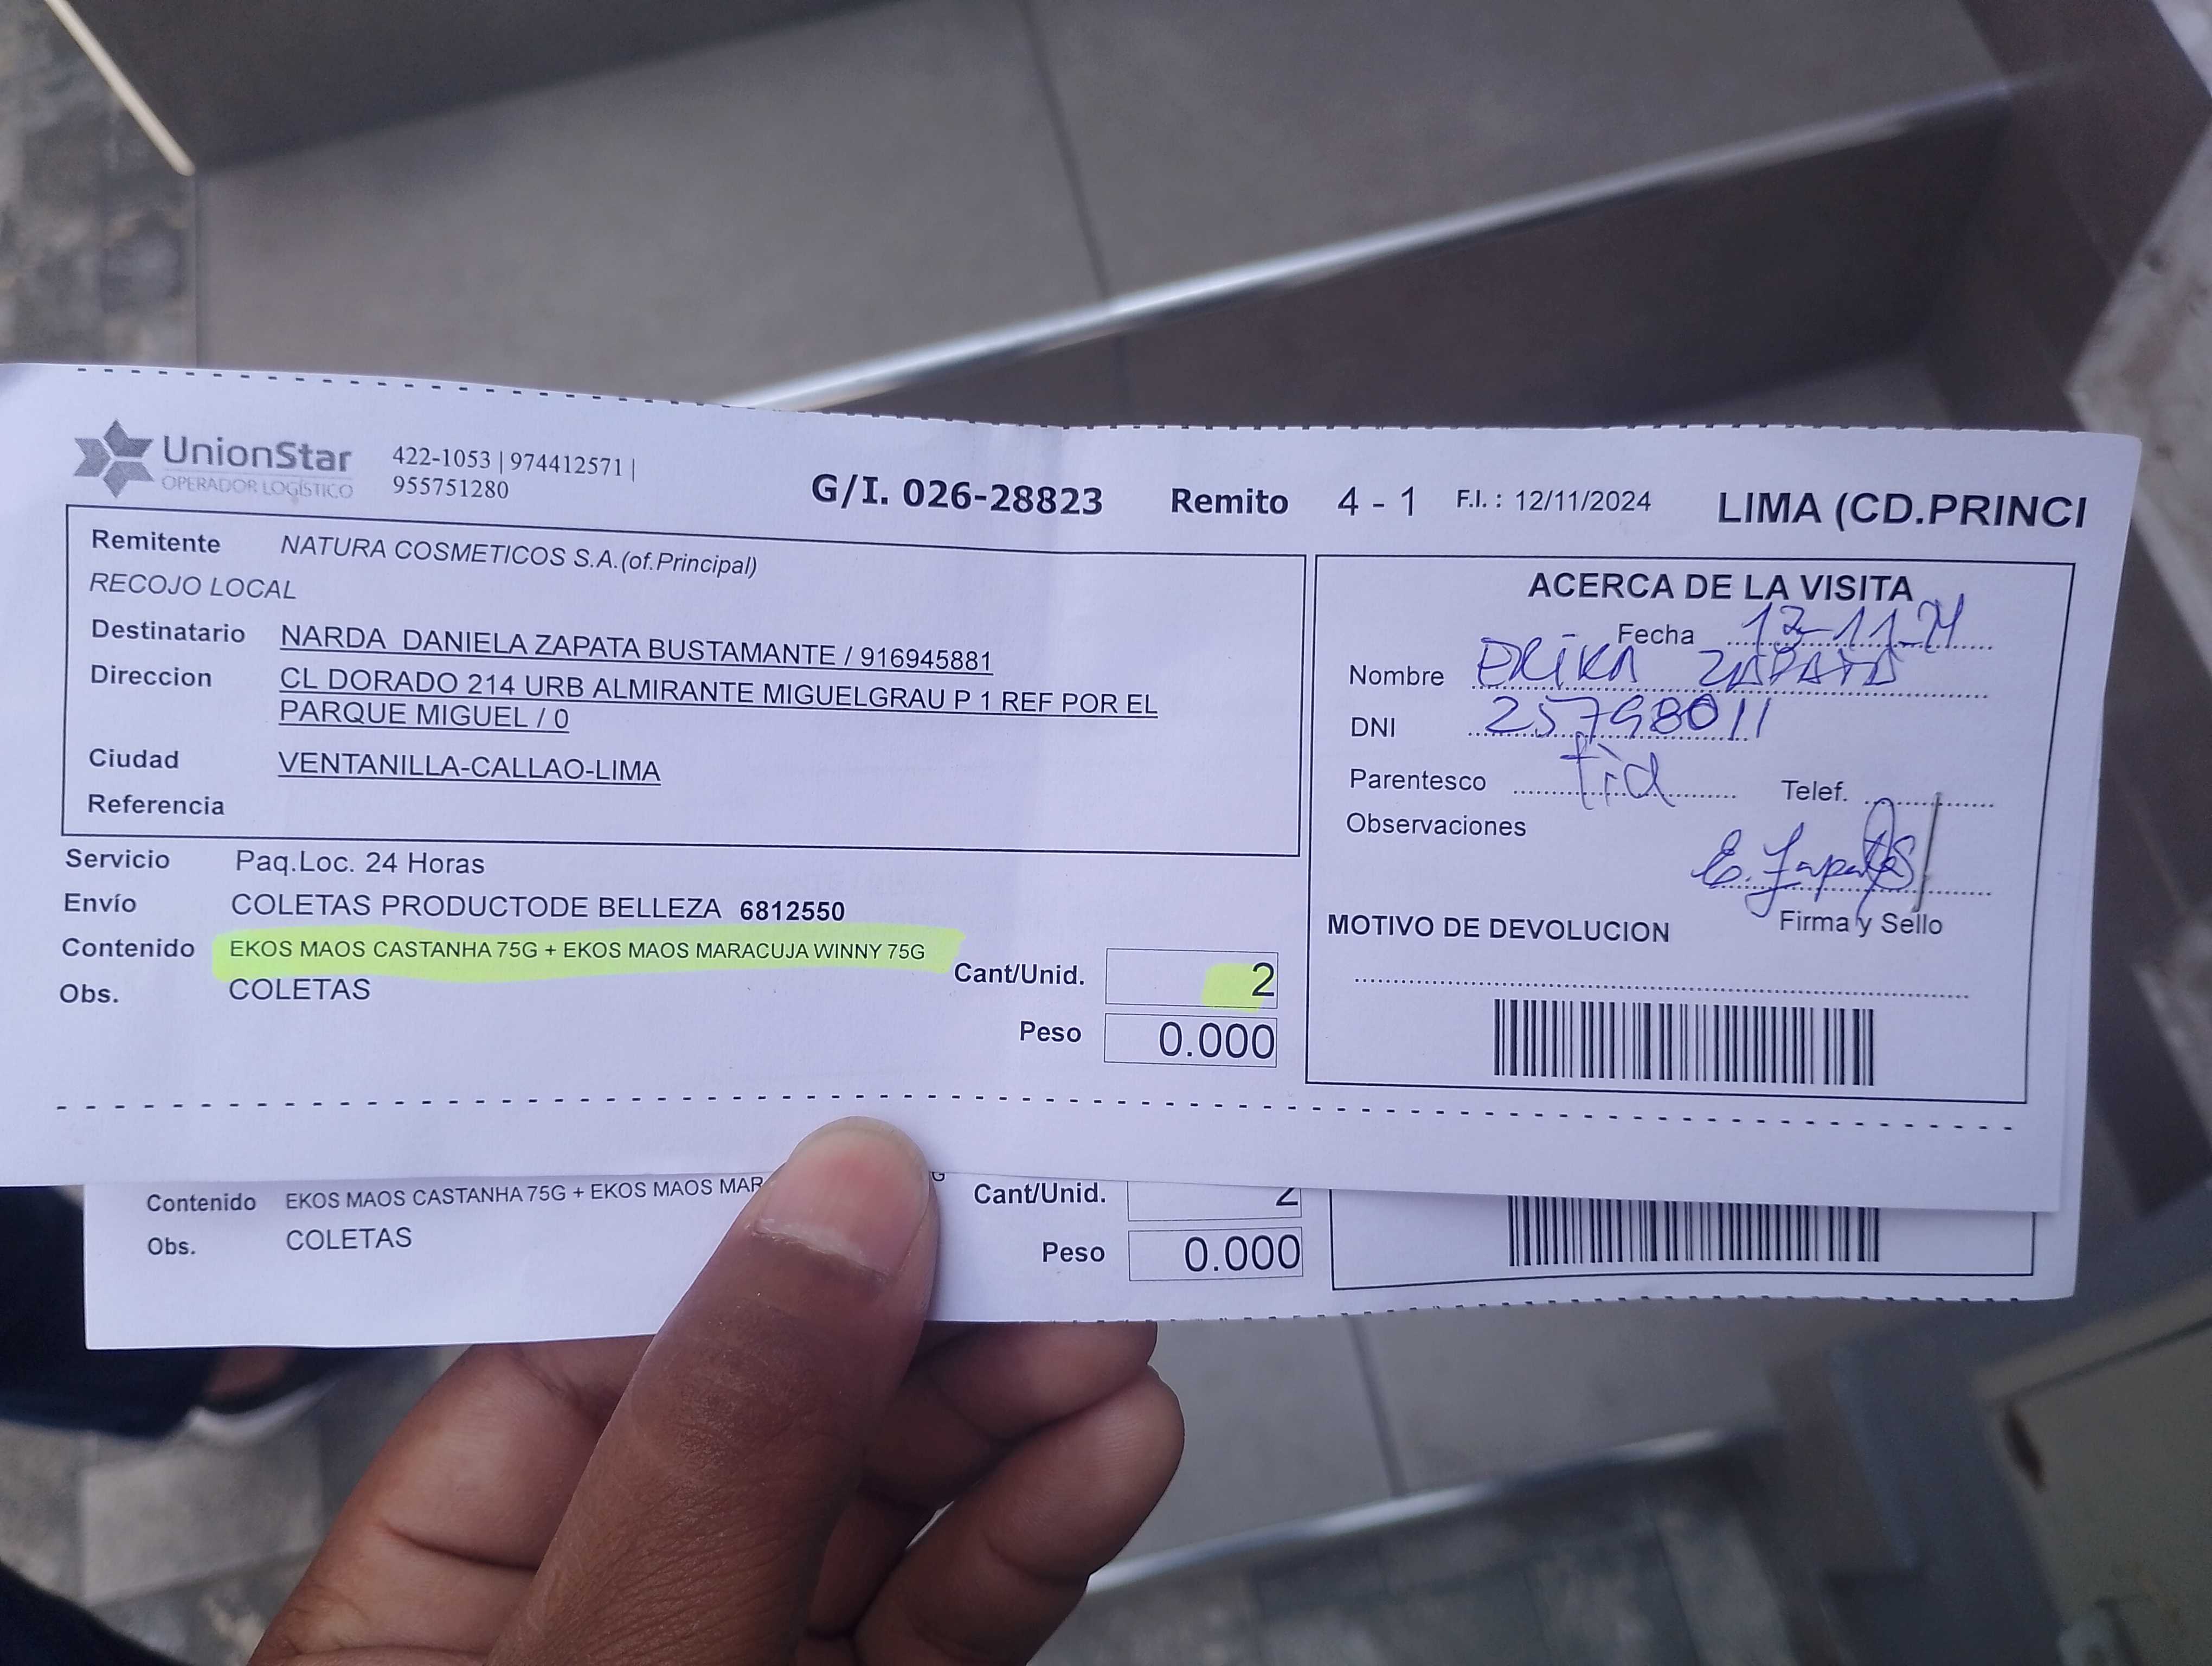 UnionStar
OPERADOR LOGÍSTICO
422-1053 | 974412571 |
955751280
G/I. 026-28823 Remito 4 - 1 F.I. : 12/11/2024 LIMA (CD.PRINCI
Remitente NATURA COSMETICOS S.A.(of.Principal)
RECOJO LOCAL
Destinatario NARDA DANIELA ZAPATA BUSTAMANTE / 916945881
Direccion CL DORADO 214 URB ALMIRANTE MIGUELGRAU P 1 REF POR EL
PARQUE MIGUEL / 0
Ciudad VENTANILLA-CALLAO-LIMA
Referencia
Servicio Paq.Loc. 24 Horas
Envío COLETAS PRODUCTODE BELLEZA 6812550
Contenido EKOS MAOS CASTANHA 75G + EKOS MAOS MARACUJA WINNY 75G
Obs. COLETAS
Cant/Unid. 2
Peso 0.000
ACERCA DE LA VISITA
Fecha 13-11-24
Nombre ERIKA ZAPATA
DNI 25798011
Parentesco tia Telef.
Observaciones
E. Zapata
Firma y Sello
MOTIVO DE DEVOLUCION
Contenido EKOS MAOS CASTANHA 75G + EKOS MAOS MAR
G
Cant/Unid. 2
Obs. COLETAS
Peso 0.000